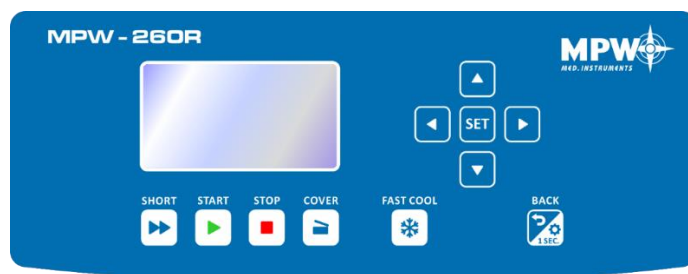 MPW - 260R
MPW
MED. INSTRUMENTS
SET
SHORT START STOP COVER FAST COOL BACK
1 SEC.